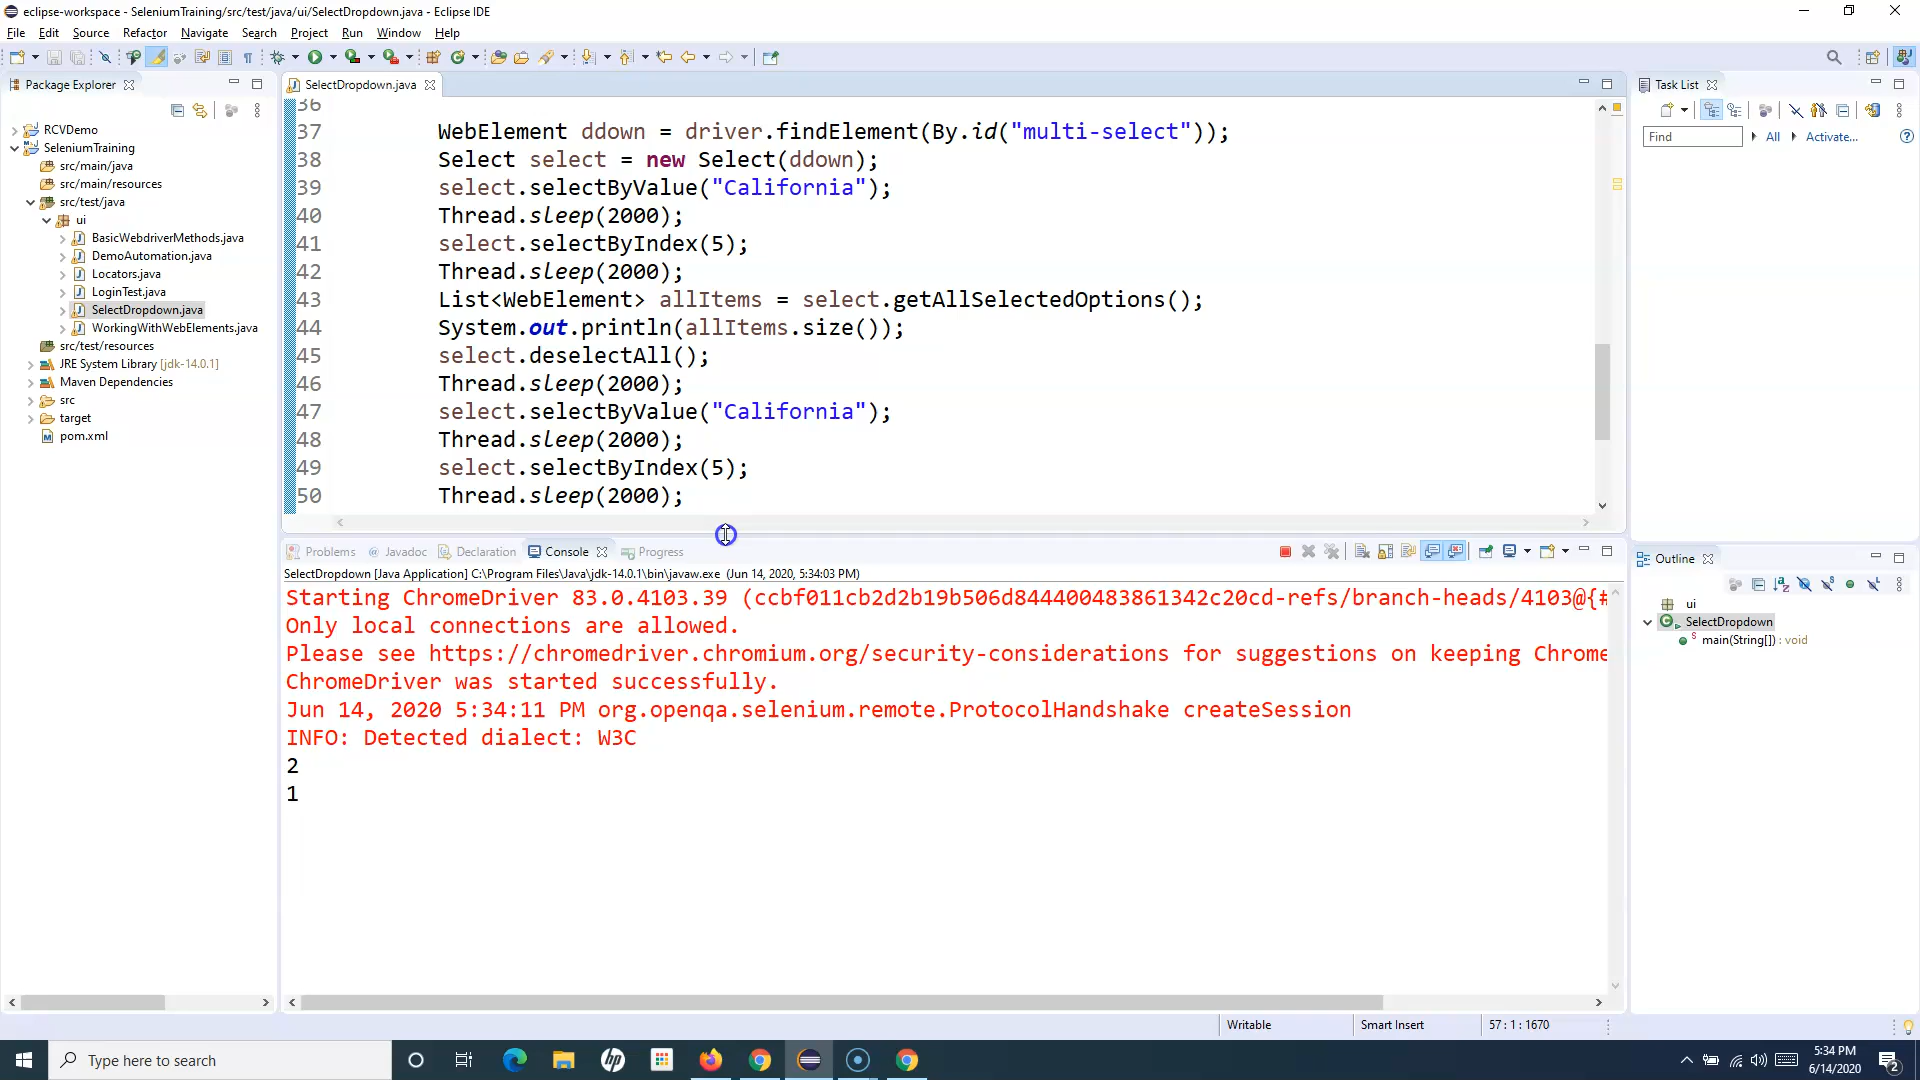 eclipse-workspace - SeleniumTraining/src/test/java/ui/SelectDropdown.java - Eclipse IDE
File Edit Source Refactor Navigate Search Project Run Window Help
Package Explorer
RCVDemo
SeleniumTraining
src/main/java
src/main/resources
src/test/java
ui
BasicWebdriverMethods.java
DemoAutomation.java
Locators.java
LoginTest.java
SelectDropdown.java
WorkingWithWebElements.java
src/test/resources
JRE System Library [jdk-14.0.1]
Maven Dependencies
src
target
pom.xml
SelectDropdown.java
36
37 WebElement ddown = driver.findElement(By.id("multi-select"));
38 Select select = new Select(ddown);
39 select.selectByValue("California");
40 Thread.sleep(2000);
41 select.selectByIndex(5);
42 Thread.sleep(2000);
43 List<WebElement> allItems = select.getAllSelectedOptions();
44 System.out.println(allItems.size());
45 select.deselectAll();
46 Thread.sleep(2000);
47 select.selectByValue("California");
48 Thread.sleep(2000);
49 select.selectByIndex(5);
50 Thread.sleep(2000);
Problems Javadoc Declaration Console Progress
SelectDropdown [Java Application] C:\Program Files\Java\jdk-14.0.1\bin\javaw.exe (Jun 14, 2020, 5:34:03 PM)
Starting ChromeDriver 83.0.4103.39 (ccbf011cb2d2b19b506d844400483861342c20cd-refs/branch-heads/4103@{#
Only local connections are allowed.
Please see https://chromedriver.chromium.org/security-considerations for suggestions on keeping Chrome
ChromeDriver was started successfully.
Jun 14, 2020 5:34:11 PM org.openqa.selenium.remote.ProtocolHandshake createSession
INFO: Detected dialect: W3C
2
1
Task List
Find All Activate...
Outline
ui
SelectDropdown
main(String[]) : void
Writable Smart Insert 57 : 1 : 1670
Type here to search
5:34 PM
6/14/2020
2